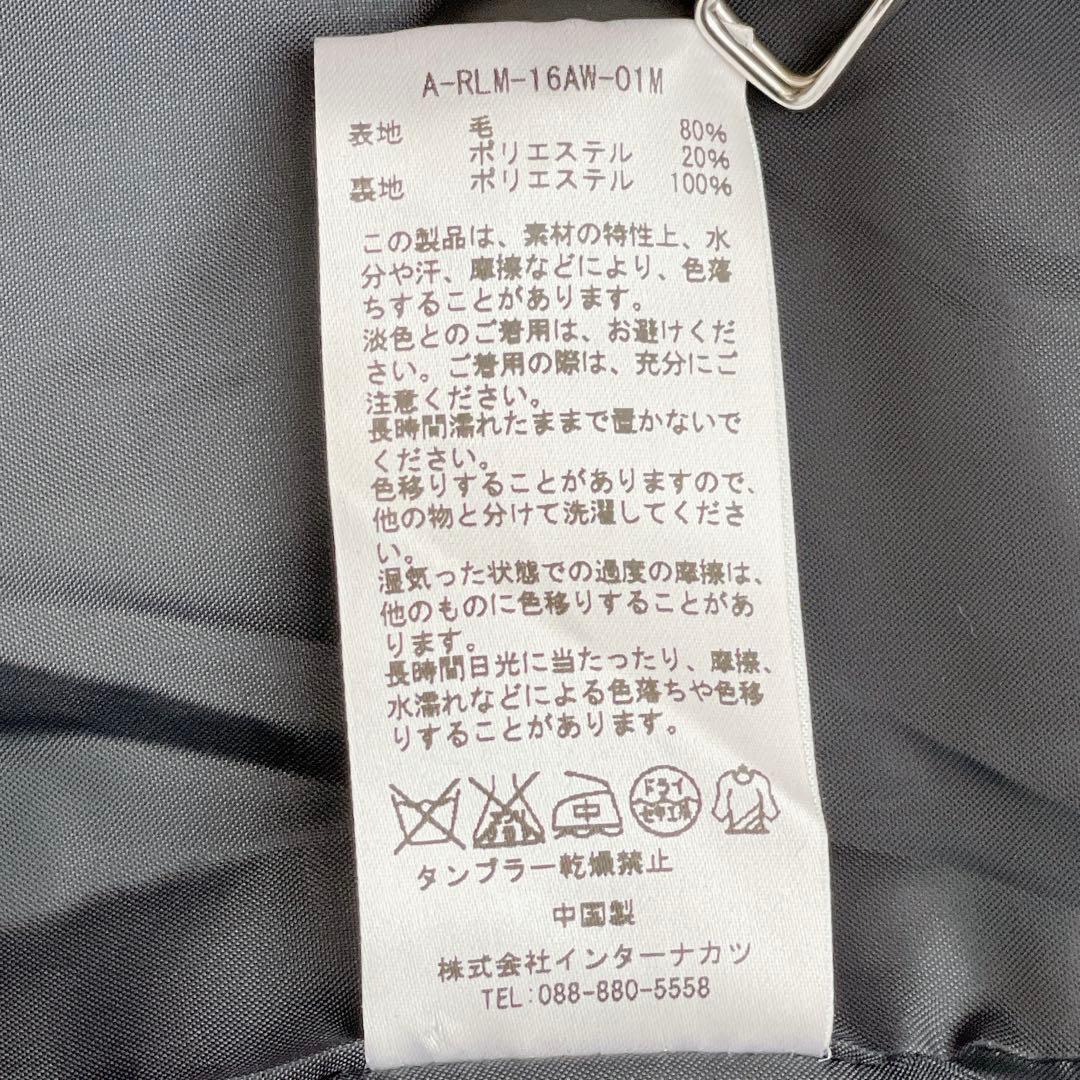 A-RLM-16AW-01M
表地 毛 80%
ポリエステル 20%
裏地 ポリエステル 100%
この製品は、素材の特性上、水
分や汗、摩擦などにより、色落
ちすることがあります。
淡色とのご着用は、お避けくだ
さい。ご着用の際は、充分にご
注意ください。
長時間濡れたままで置かないで
ください。
色移りすることがありますので、
他の物と分けて洗濯してくださ
い。
湿気った状態での過度の摩擦は、
他のものに色移りすることがあ
ります。
長時間日光に当たったり、摩擦、
水濡れなどによる色落ちや色移
りすることがあります。
中 ドライ
セキユ系
タンブラー乾燥禁止
中国製
株式会社インターナカツ
TEL:088-880-5558